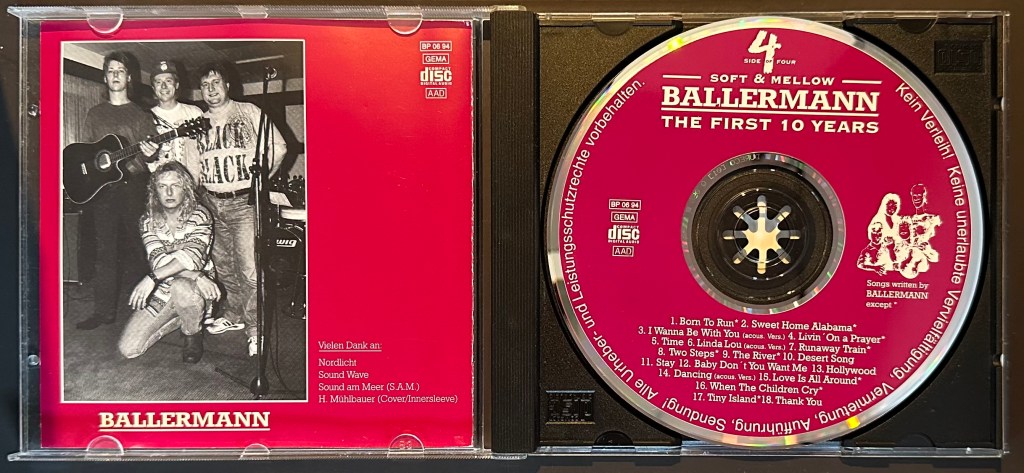 BP 06 94
GEMA
COMPACT
disc
DIGITAL AUDIO
AAD
BLACK
SLACK
Vielen Dank an:
Nordlicht
Sound Wave
Sound am Meer (S.A.M.)
H. Mühlbauer (Cover/Innersleeve)
BALLERMANN
4
SIDE OF FOUR
SOFT & MELLOW
BALLERMANN
THE FIRST 10 YEARS
Alle Urheber und Leistungsschutzrechte vorbehalten.
Kein Verleih! Keine unerlaubte Vervielfältigung, Vermietung, Aufführung, Sendung!
BP 06 94
GEMA
COMPACT
disc
DIGITAL AUDIO
AAD
Songs written by
BALLERMANN
except *
1. Born To Run* 2. Sweet Home Alabama*
3. I Wanna Be With You (acous. Vers.) 4. Livin´On a Prayer*
5. Time 6. Linda Lou (acous. Vers.) 7. Runaway Train*
8. Two Steps* 9. The River* 10. Desert Song
11. Stay 12. Baby Don´t You Want Me 13. Hollywood
14. Dancing (acous. Vers.) 15. Love Is All Around*
16. When The Children Cry*
17. Tiny Island* 18. Thank You